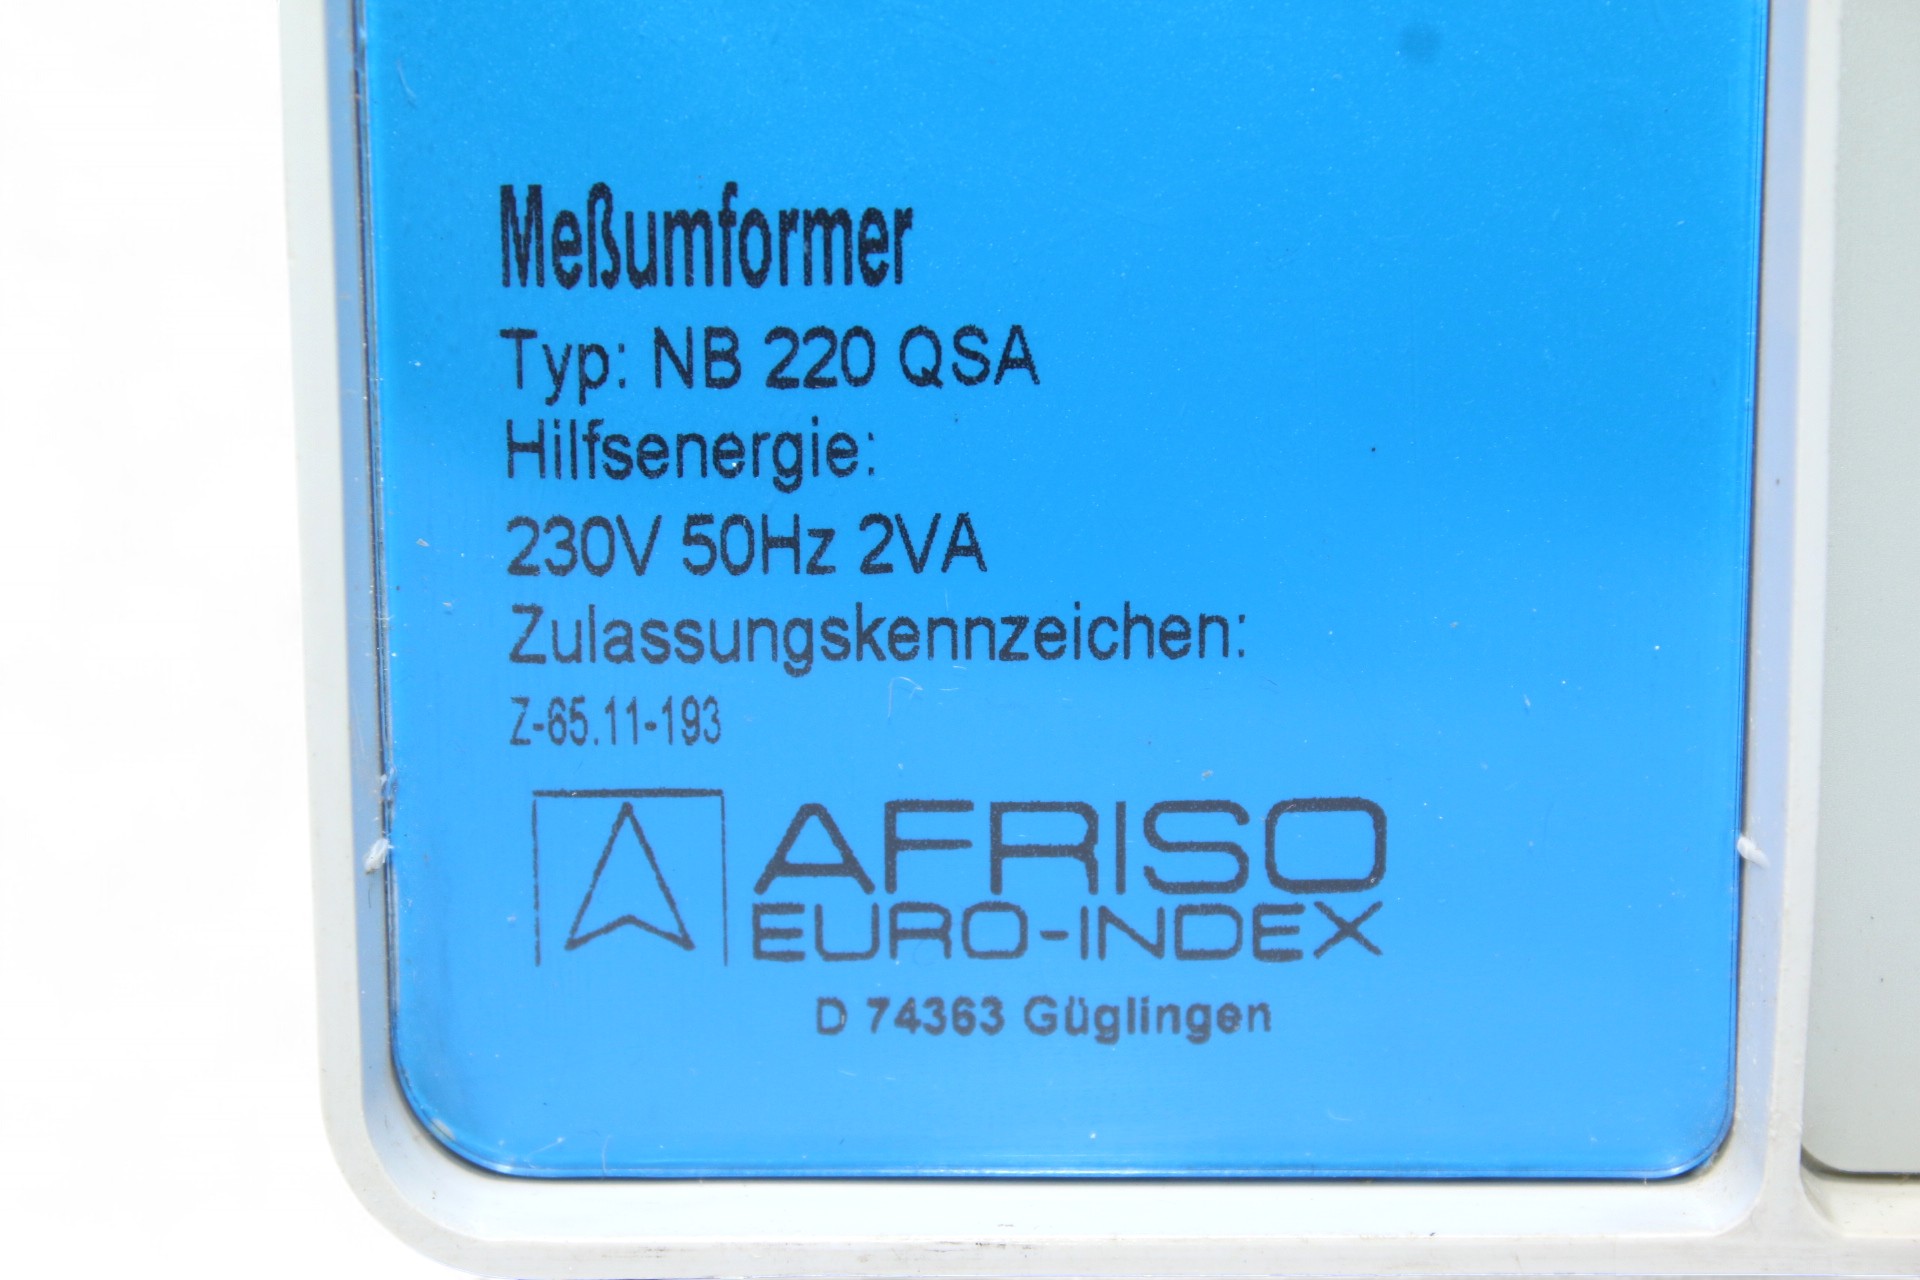 Meßumformer
Typ: NB 220 QSA
Hilfsenergie:
230V 50Hz 2VA
Zulassungskennzeichen:
Z-65.11-193
AFRISO
EURO-INDEX
D 74363 Güglingen